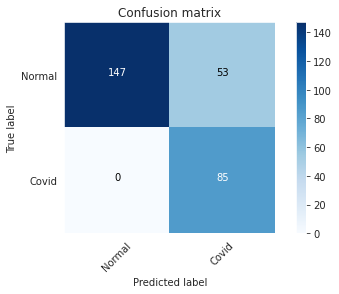 Confusion matrix
True label
Normal
147
53
Covid
0
85
Normal
Covid
Predicted label
140
120
100
80
60
40
20
0